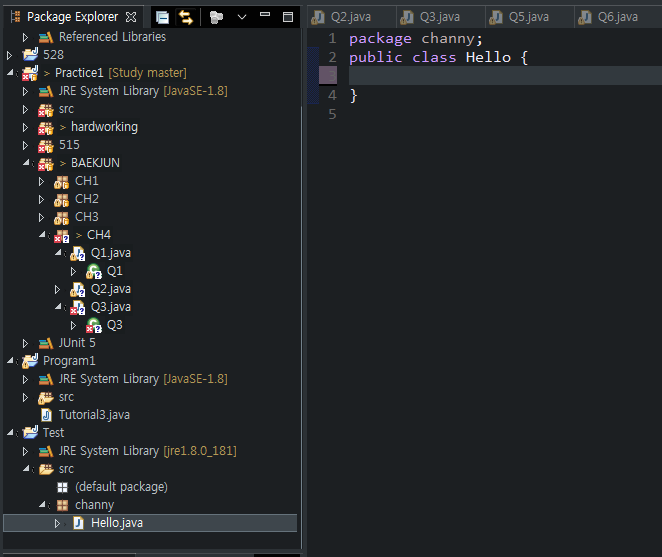 Package Explorer
Referenced Libraries
528
> Practice1 [Study master]
JRE System Library [JavaSE-1.8]
src
> hardworking
515
> BAEKJUN
CH1
CH2
CH3
> CH4
Q1.java
Q1
Q2.java
Q3.java
Q3
JUnit 5
Program1
JRE System Library [JavaSE-1.8]
src
Tutorial3.java
Test
JRE System Library [jre1.8.0_181]
src
(default package)
channy
Hello.java
Q2.java Q3.java Q5.java Q6.java
1 package channy;
2 public class Hello {
3
4 }
5